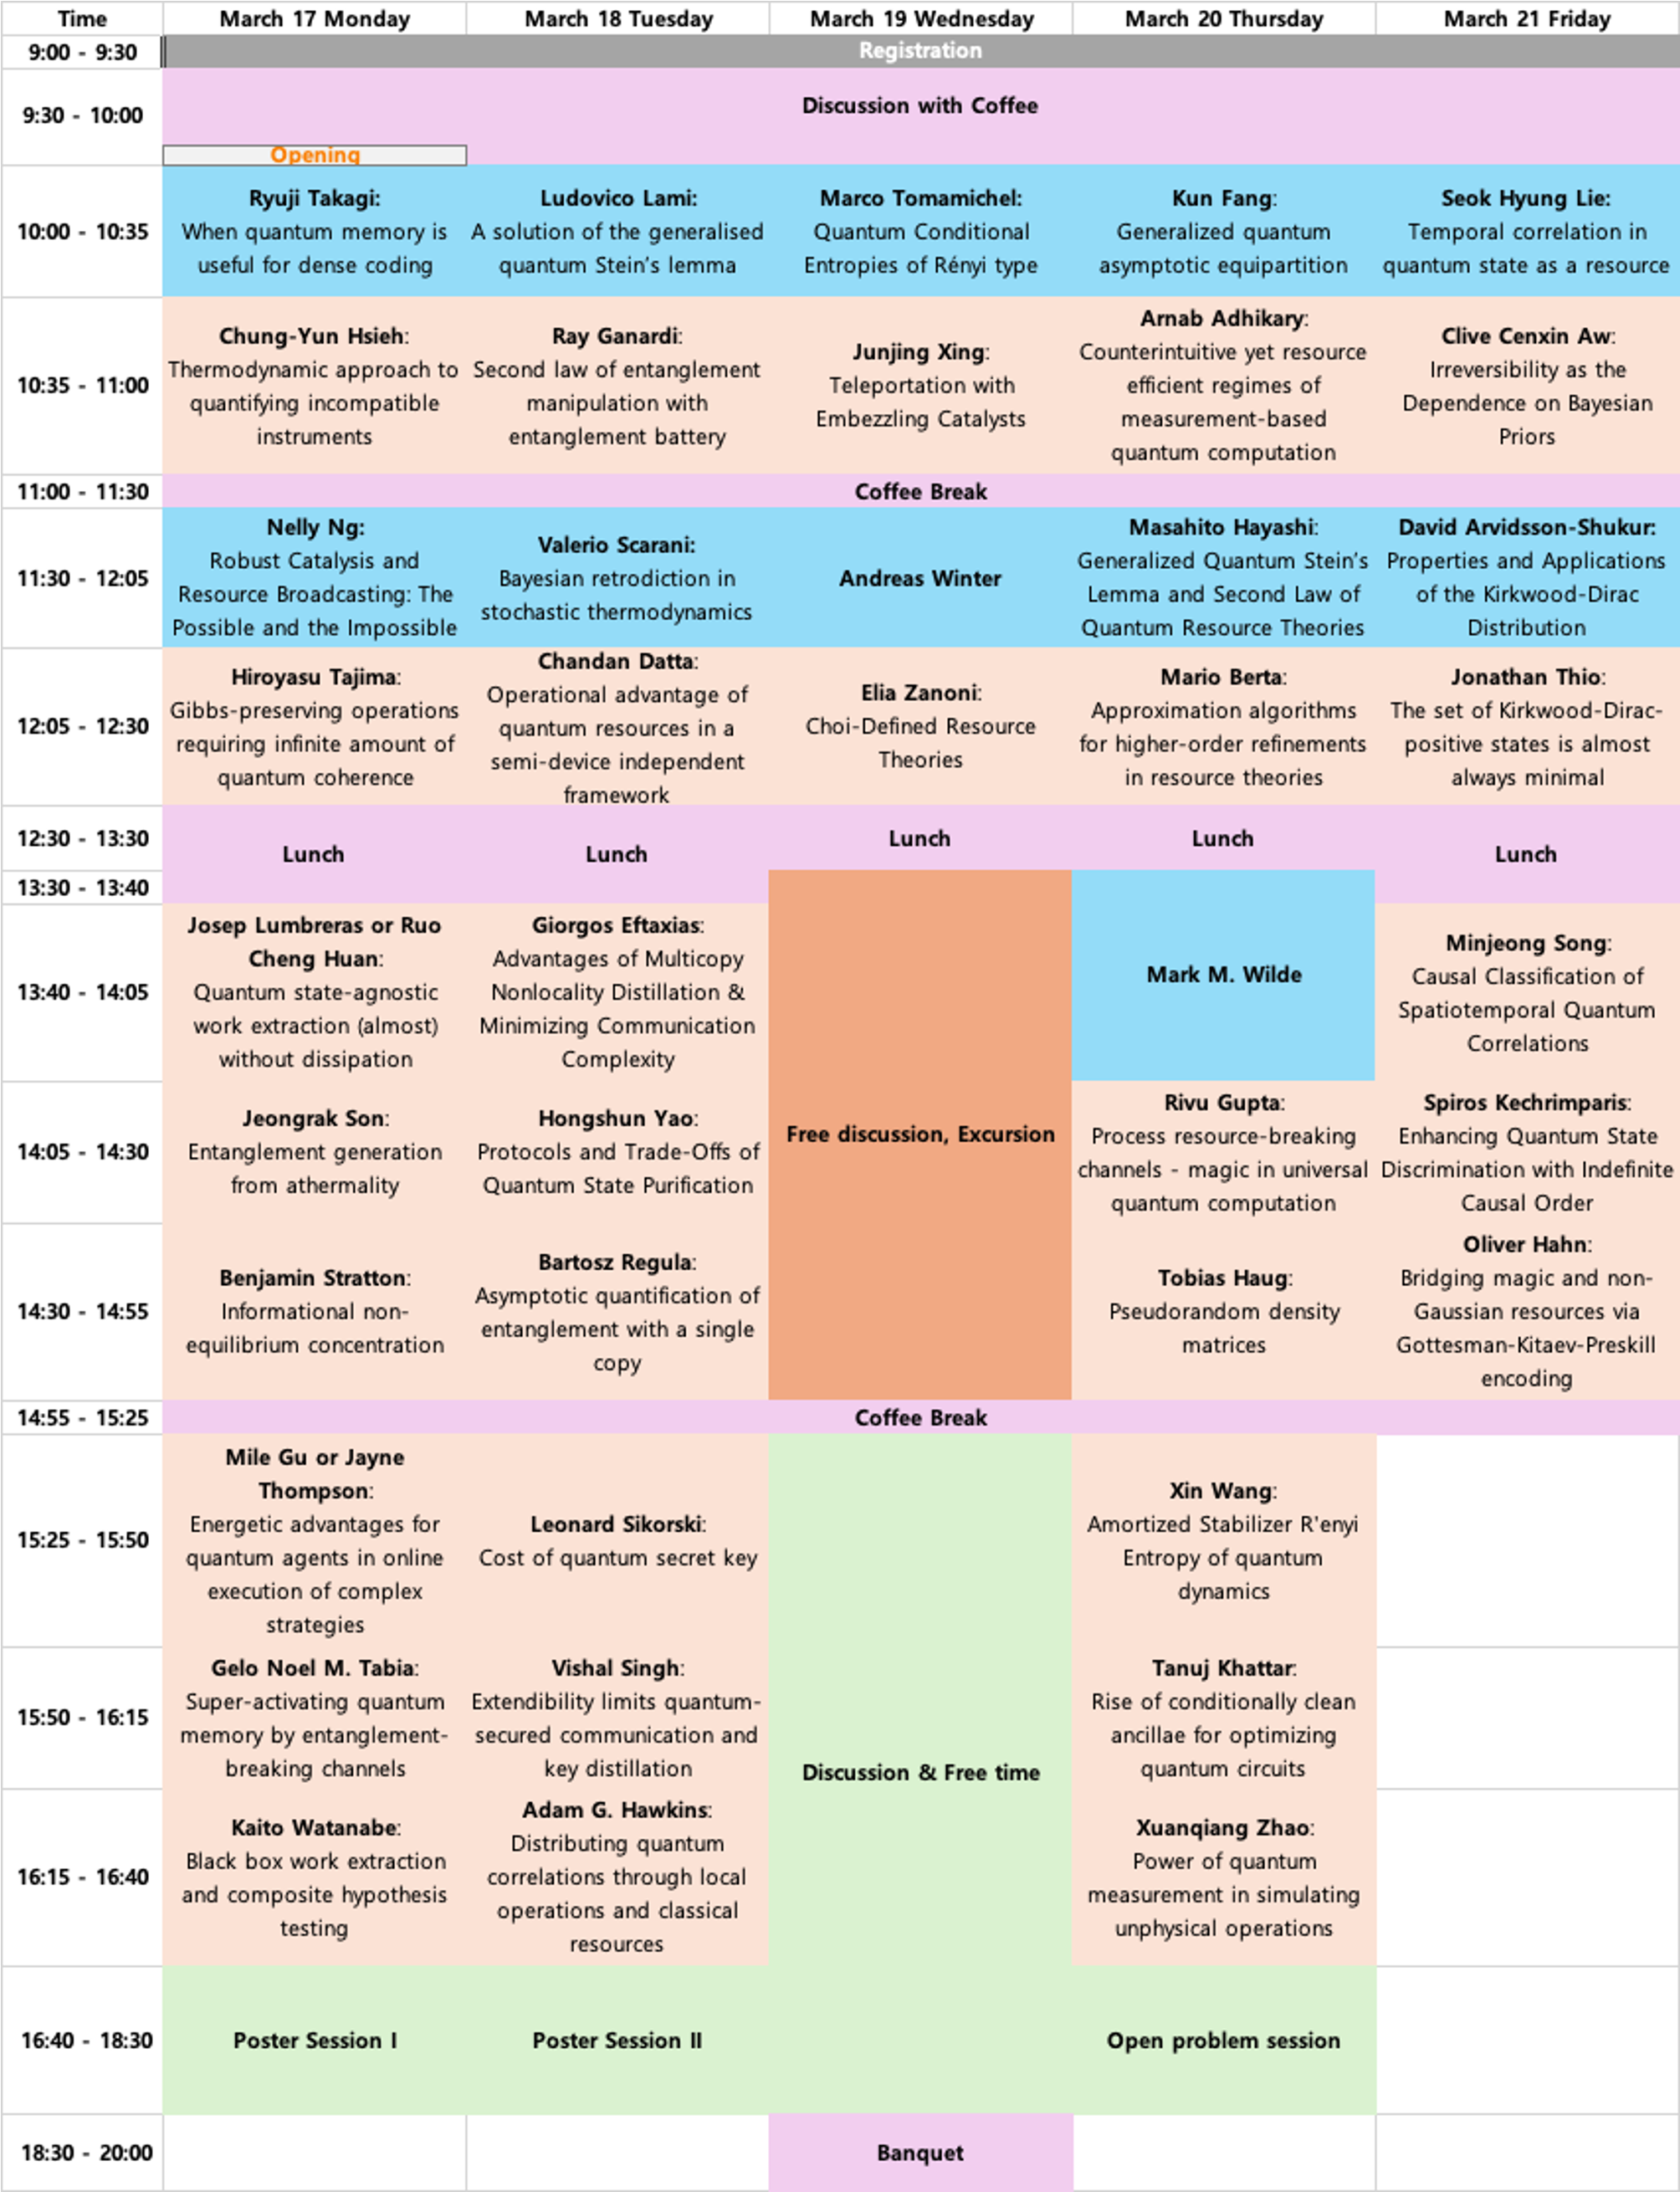 Time
March 17 Monday
March 18 Tuesday
March 19 Wednesday
March 20 Thursday
March 21 Friday
9:00 - 9:30
Registration
9:30 - 10:00
Discussion with Coffee
Opening
10:00 - 10:35
Ryuji Takagi:
When quantum memory is
useful for dense coding
Ludovico Lami:
A solution of the generalised
quantum Stein's lemma
Marco Tomamichel:
Quantum Conditional
Entropies of Rényi type
Kun Fang:
Generalized quantum
asymptotic equipartition
Seok Hyung Lie:
Temporal correlation in
quantum state as a resource
10:35 - 11:00
Chung-Yun Hsieh:
Thermodynamic approach to
quantifying incompatible
instruments
Ray Ganardi:
Second law of entanglement
manipulation with
entanglement battery
Junjing Xing:
Teleportation with
Embezzling Catalysts
Arnab Adhikary:
Counterintuitive yet resource
efficient regimes of
measurement-based
quantum computation
Clive Cenxin Aw:
Irreversibility as the
Dependence on Bayesian
Priors
11:00 - 11:30
Coffee Break
11:30 - 12:05
Nelly Ng:
Robust Catalysis and
Resource Broadcasting: The
Possible and the Impossible
Valerio Scarani:
Bayesian retrodiction in
stochastic thermodynamics
Andreas Winter
Masahito Hayashi:
Generalized Quantum Stein's
Lemma and Second Law of
Quantum Resource Theories
David Arvidsson-Shukur:
Properties and Applications
of the Kirkwood-Dirac
Distribution
12:05 - 12:30
Hiroyasu Tajima:
Gibbs-preserving operations
requiring infinite amount of
quantum coherence
Chandan Datta:
Operational advantage of
quantum resources in a
semi-device independent
framework
Elia Zanoni:
Choi-Defined Resource
Theories
Mario Berta:
Approximation algorithms
for higher-order refinements
in resource theories
Jonathan Thio:
The set of Kirkwood-Dirac-
positive states is almost
always minimal
12:30 - 13:30
Lunch
Lunch
Lunch
Lunch
Lunch
13:30 - 13:40
13:40 - 14:05
Josep Lumbreras or Ruo
Cheng Huan:
Quantum state-agnostic
work extraction (almost)
without dissipation
Giorgos Eftaxias:
Advantages of Multicopy
Nonlocality Distillation &
Minimizing Communication
Complexity
Free discussion, Excursion
Mark M. Wilde
Minjeong Song:
Causal Classification of
Spatiotemporal Quantum
Correlations
14:05 - 14:30
Jeongrak Son:
Entanglement generation
from athermality
Hongshun Yao:
Protocols and Trade-Offs of
Quantum State Purification
Rivu Gupta:
Process resource-breaking
channels - magic in universal
quantum computation
Spiros Kechrimparis:
Enhancing Quantum State
Discrimination with Indefinite
Causal Order
14:30 - 14:55
Benjamin Stratton:
Informational non-
equilibrium concentration
Bartosz Regula:
Asymptotic quantification of
entanglement with a single
copy
Tobias Haug:
Pseudorandom density
matrices
Oliver Hahn:
Bridging magic and non-
Gaussian resources via
Gottesman-Kitaev-Preskill
encoding
14:55 - 15:25
Coffee Break
15:25 - 15:50
Mile Gu or Jayne
Thompson:
Energetic advantages for
quantum agents in online
execution of complex
strategies
Leonard Sikorski:
Cost of quantum secret key
Discussion & Free time
Xin Wang:
Amortized Stabilizer R'enyi
Entropy of quantum
dynamics
15:50 - 16:15
Gelo Noel M. Tabia:
Super-activating quantum
memory by entanglement-
breaking channels
Vishal Singh:
Extendibility limits quantum-
secured communication and
key distillation
Tanuj Khattar:
Rise of conditionally clean
ancillae for optimizing
quantum circuits
16:15 - 16:40
Kaito Watanabe:
Black box work extraction
and composite hypothesis
testing
Adam G. Hawkins:
Distributing quantum
correlations through local
operations and classical
resources
Xuanqiang Zhao:
Power of quantum
measurement in simulating
unphysical operations
16:40 - 18:30
Poster Session I
Poster Session II
Open problem session
18:30 - 20:00
Banquet